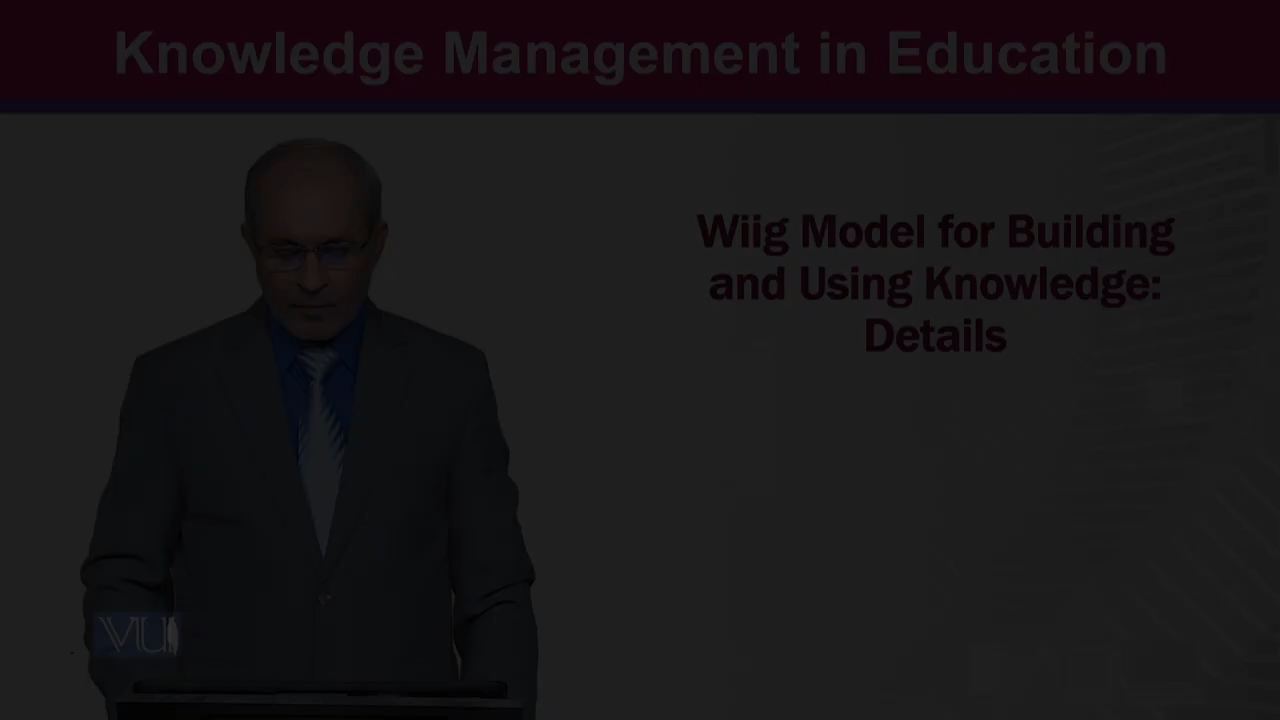 Knowledge Management in Education
Wiig Model for Building
and Using Knowledge:
Details
VU